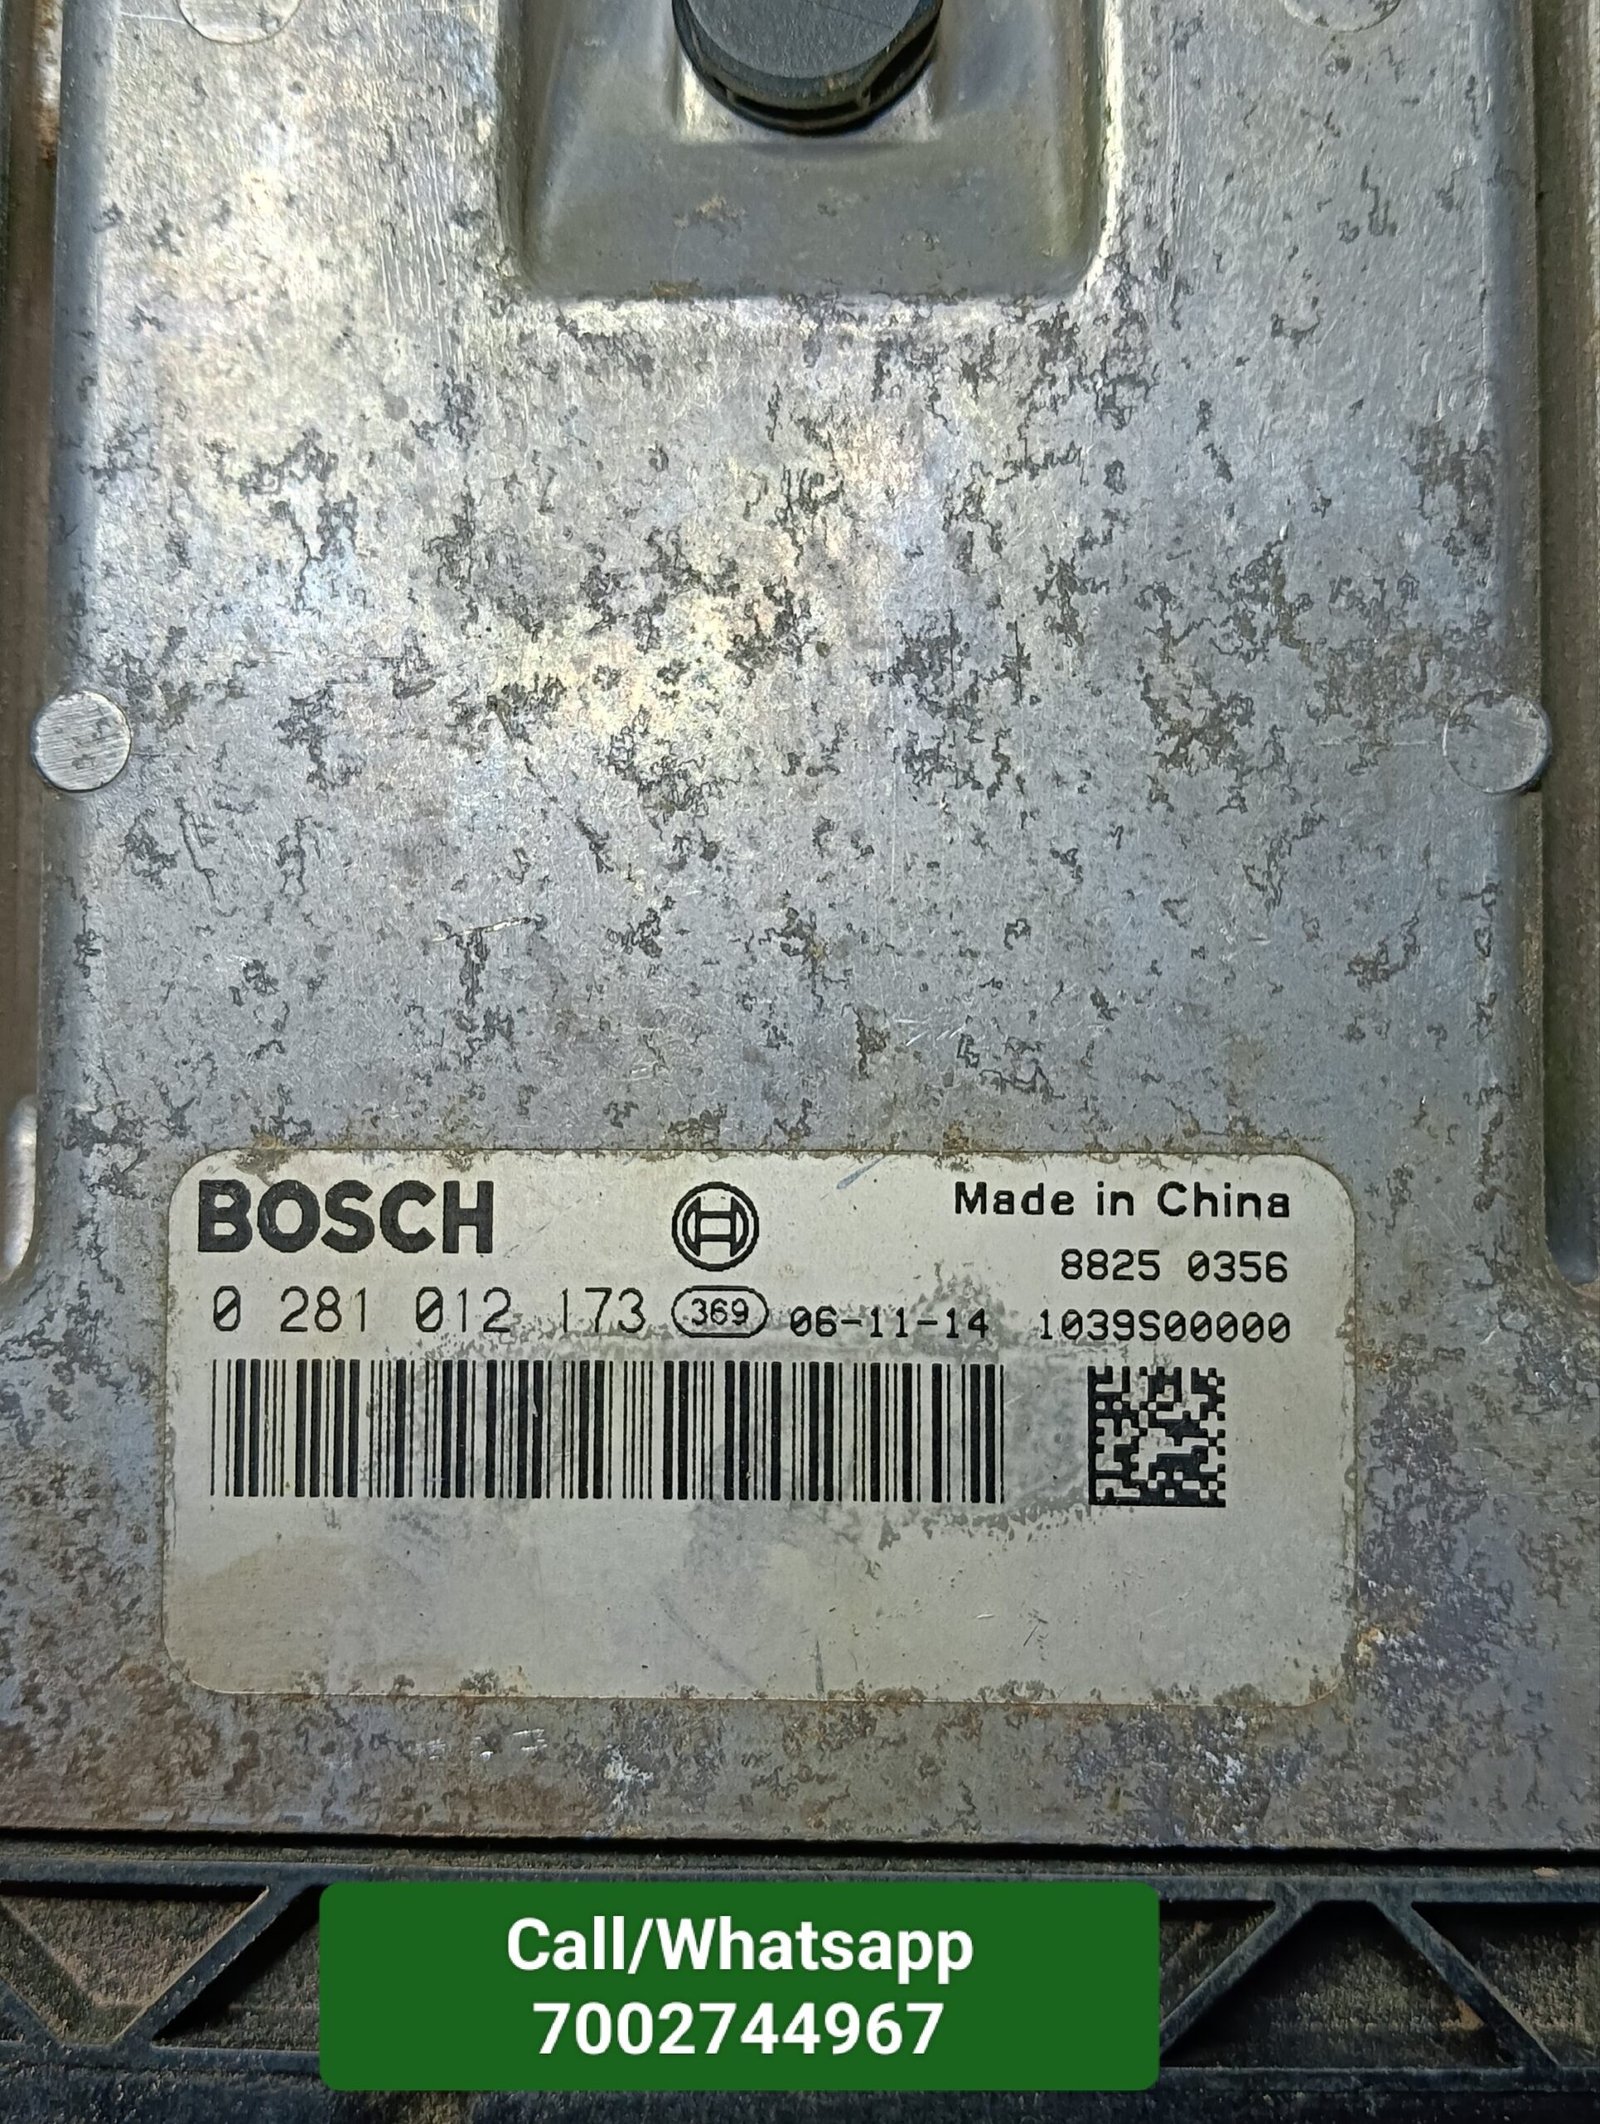 BOSCH
Made in China
8825 0356
0 281 012 173 369 06-11-14 1039S00000
Call/Whatsapp
7002744967